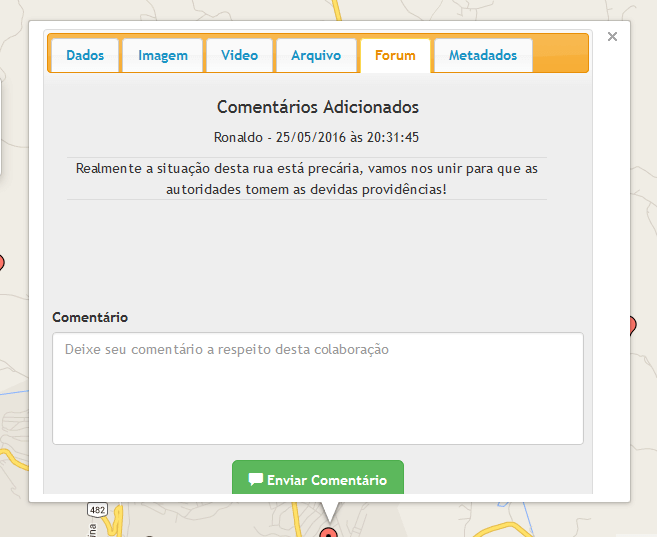 Dados Imagem Video Arquivo Forum Metadados
Comentários Adicionados
Ronaldo - 25/05/2016 às 20:31:45
Realmente a situação desta rua está precária, vamos nos unir para que as
autoridades tomem as devidas providências!
Comentário
Deixe seu comentário a respeito desta colaboração
Enviar Comentário
482